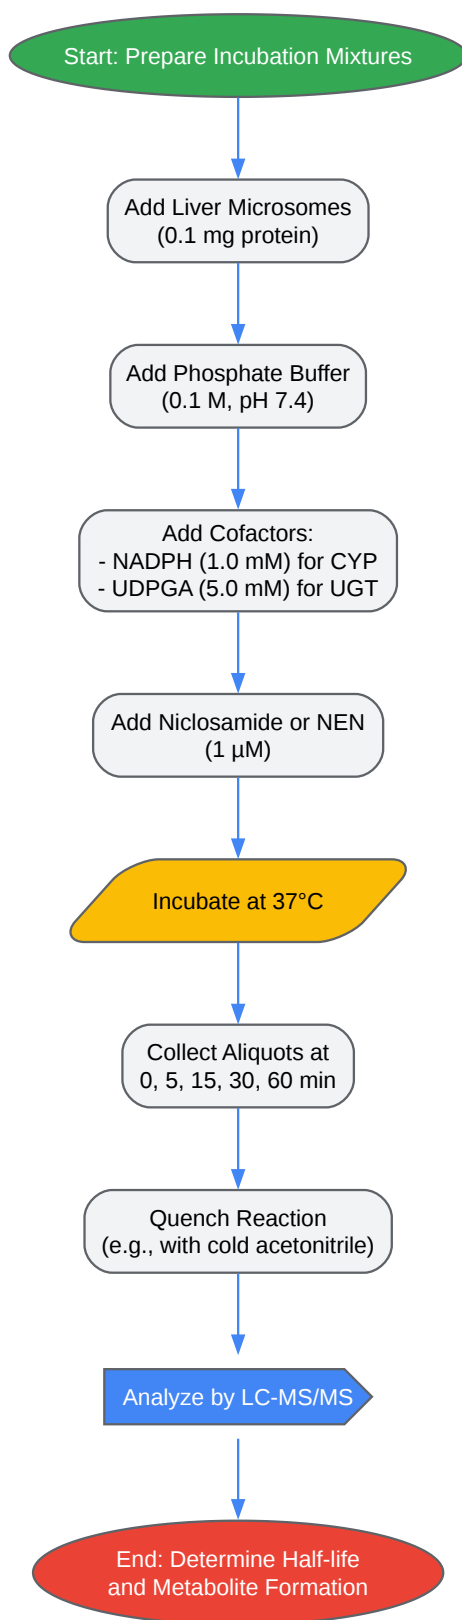 Start: Prepare Incubation Mixtures
Add Liver Microsomes
(0.1 mg protein)
Add Phosphate Buffer
(0.1 M, pH 7.4)
Add Cofactors:
- NADPH (1.0 mM) for CYP
- UDPGA (5.0 mM) for UGT
Add Niclosamide or NEN
(1 µM)
Incubate at 37°C
Collect Aliquots at
0, 5, 15, 30, 60 min
Quench Reaction
(e.g., with cold acetonitrile)
Analyze by LC-MS/MS
End: Determine Half-life
and Metabolite Formation